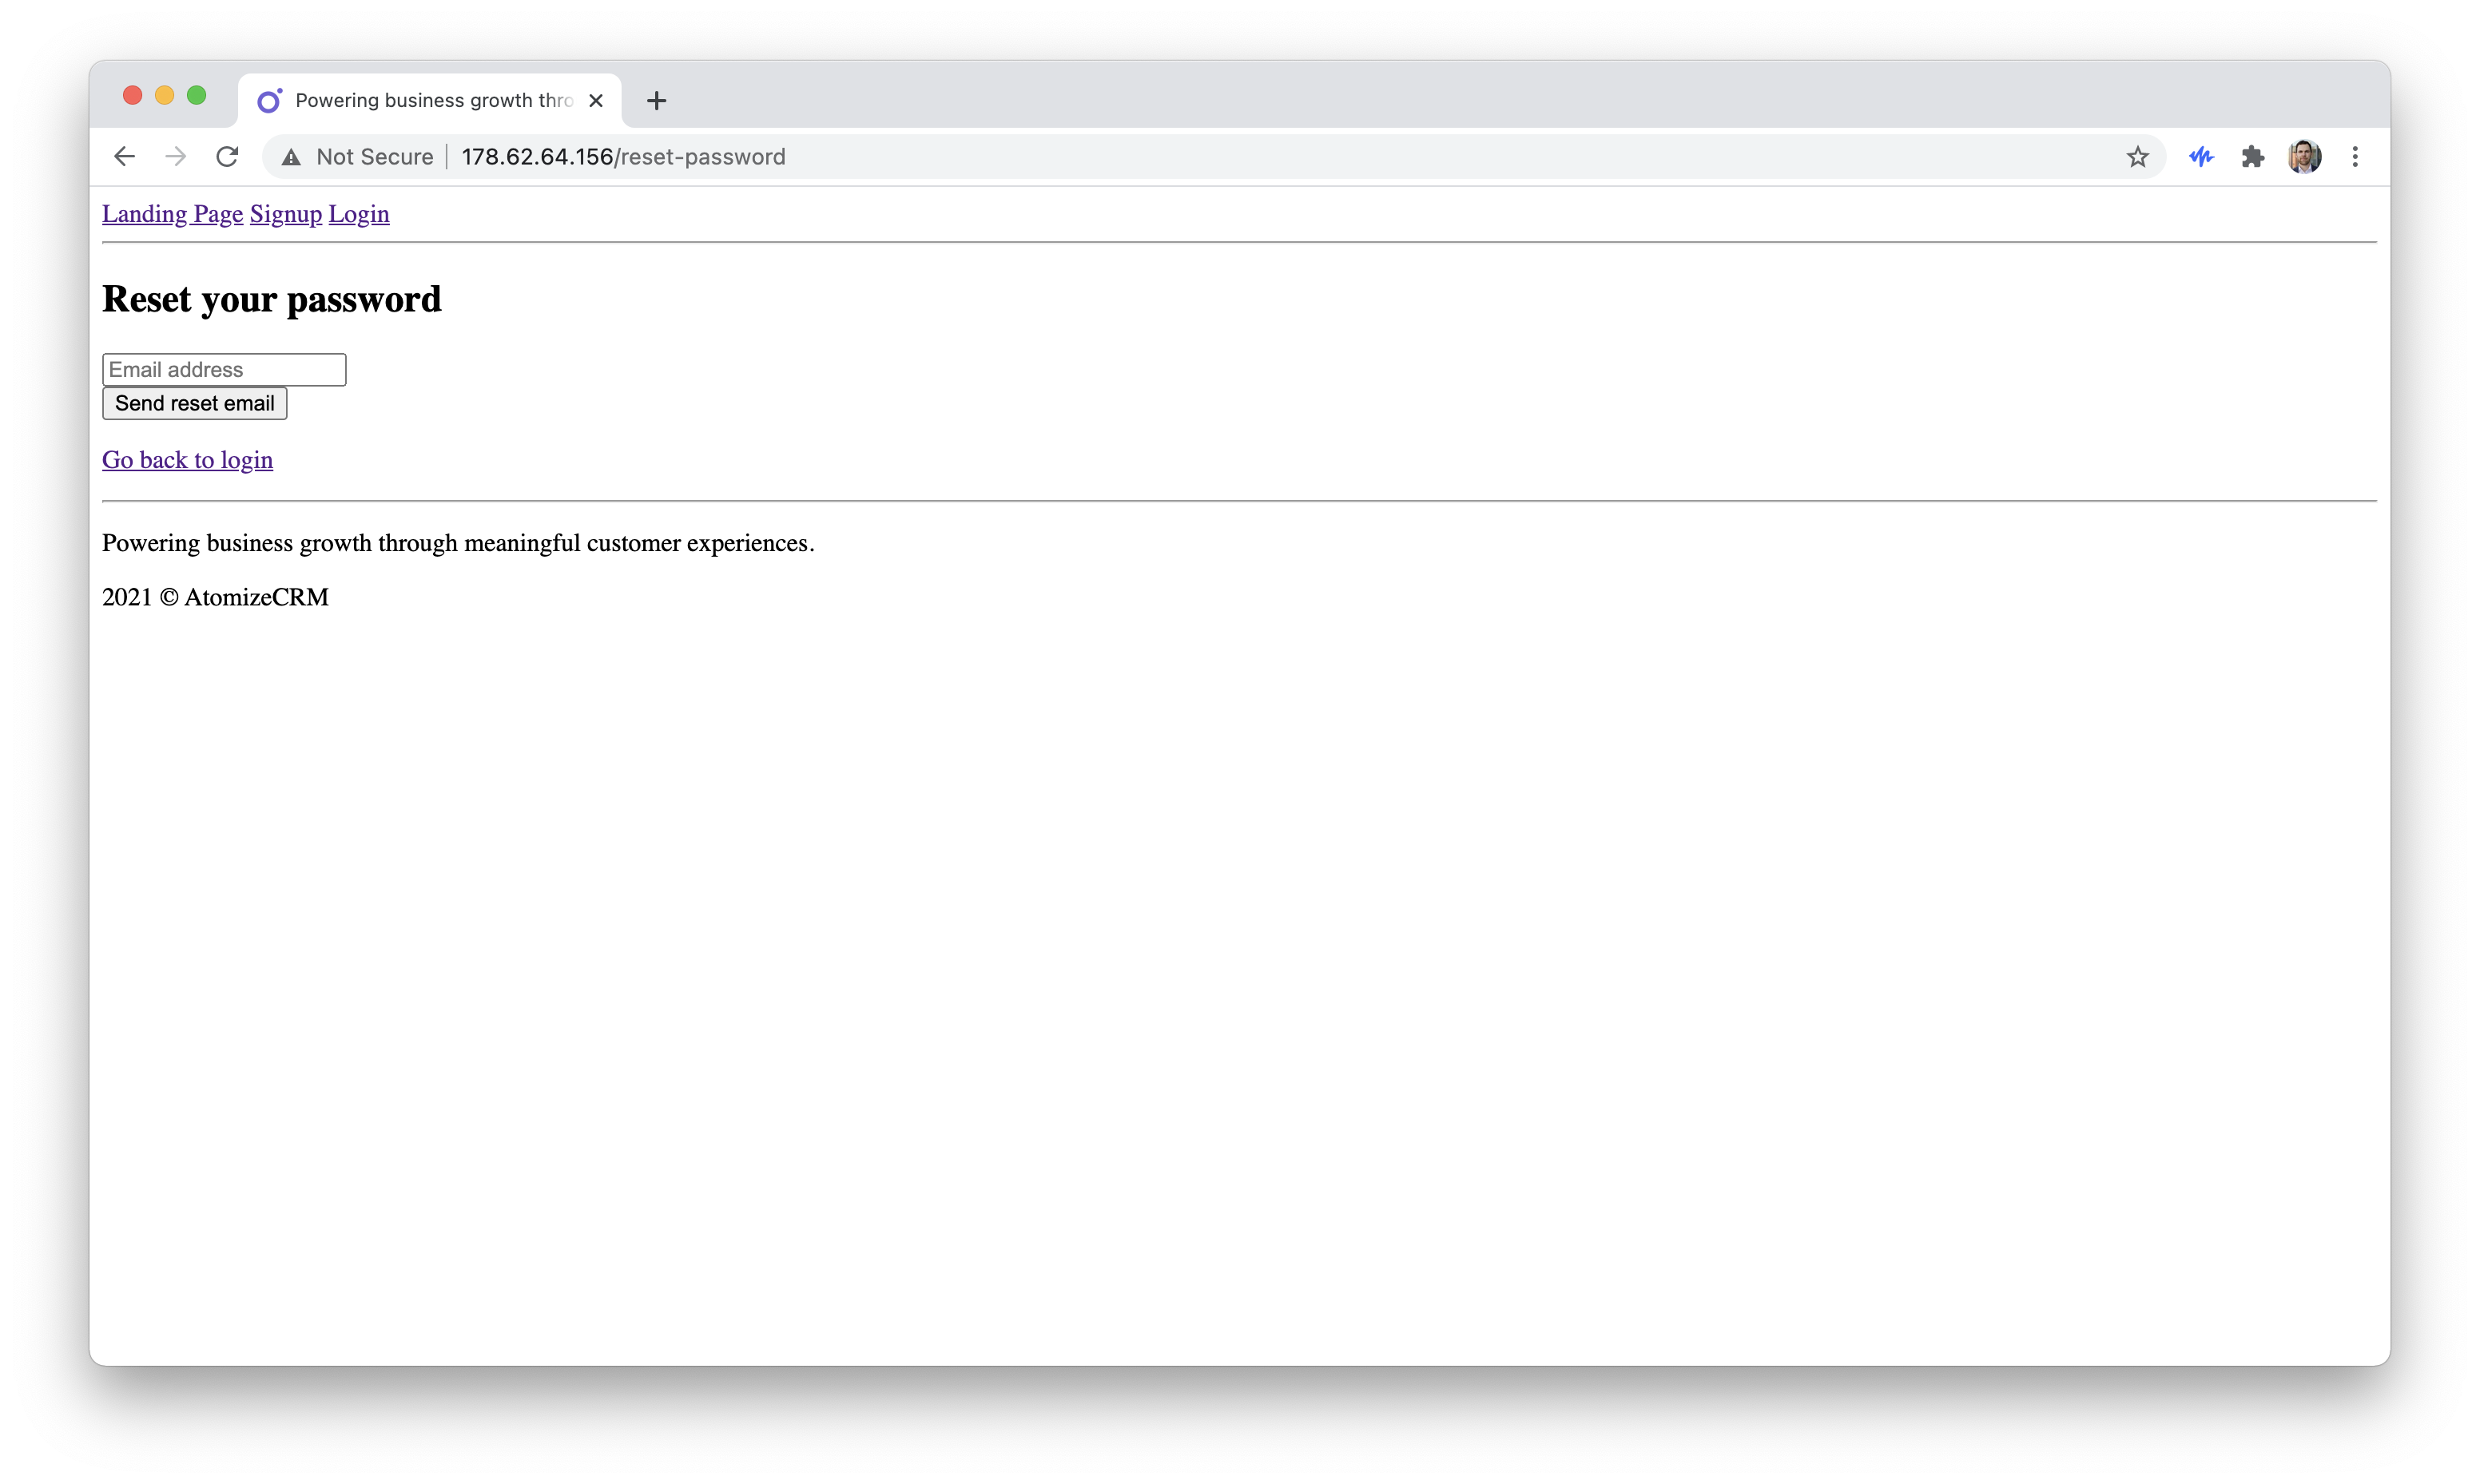 Powering business growth thro
Not Secure 178.62.64.156/reset-password
Landing Page Signup Login
Reset your password
Email address
Send reset email
Go back to login
Powering business growth through meaningful customer experiences.
2021 © AtomizeCRM